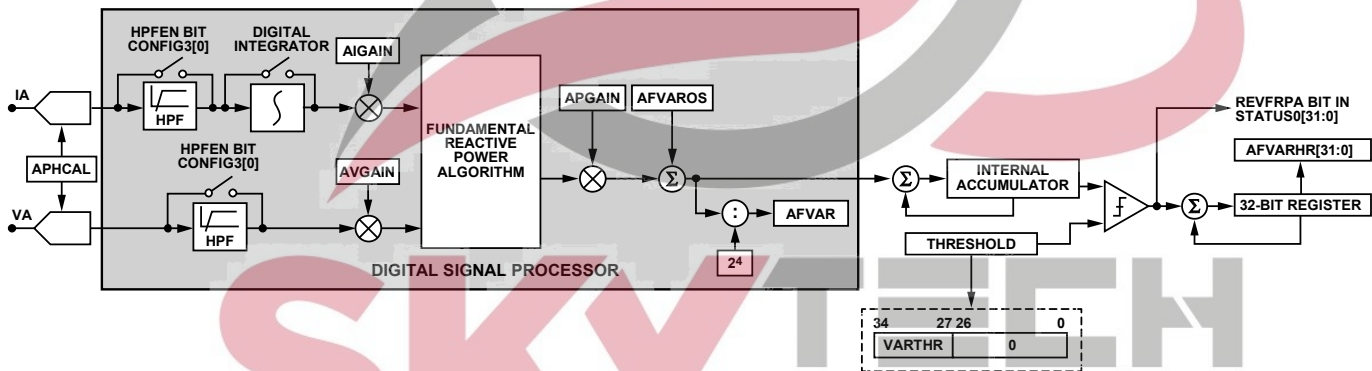 HPFEN BIT
CONFIG3[0]
DIGITAL
INTEGRATOR
AIGAIN
IA
HPF
∫
APHCAL
HPFEN BIT
CONFIG3[0]
AVGAIN
VA
HPF
FUNDAMENTAL
REACTIVE
POWER
ALGORITHM
APGAIN
AFVAROS
Σ
:
AFVAR
2⁴
DIGITAL SIGNAL PROCESSOR
Σ
INTERNAL
ACCUMULATOR
THRESHOLD
REVFRPA BIT IN
STATUS0[31:0]
AFVARHR[31:0]
Σ
32-BIT REGISTER
34 27 26 0
VARTHR 0
SKYTECH